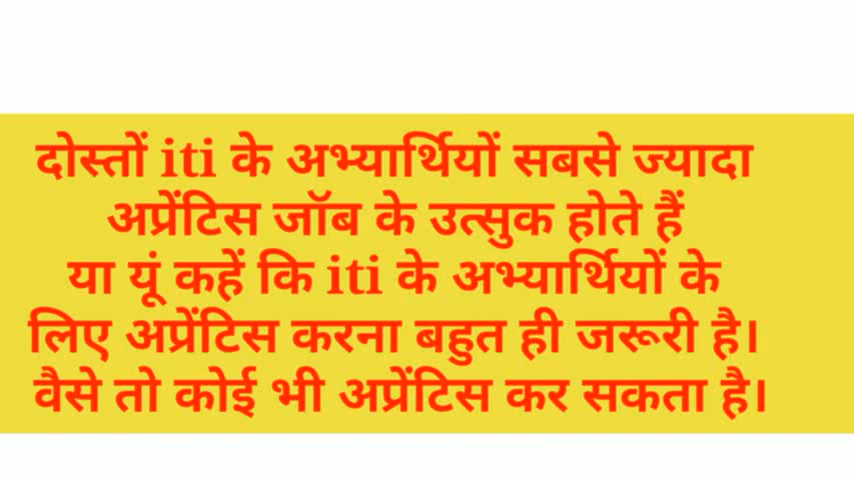 दोस्तों iti के अभ्यार्थियों सबसे ज्यादा
अप्रेंटिस जॉब के उत्सुक होते हैं
या यूं कहें कि iti के अभ्यार्थियों के
लिए अप्रेंटिस करना बहुत ही जरूरी है।
वैसे तो कोई भी अप्रेंटिस कर सकता है।